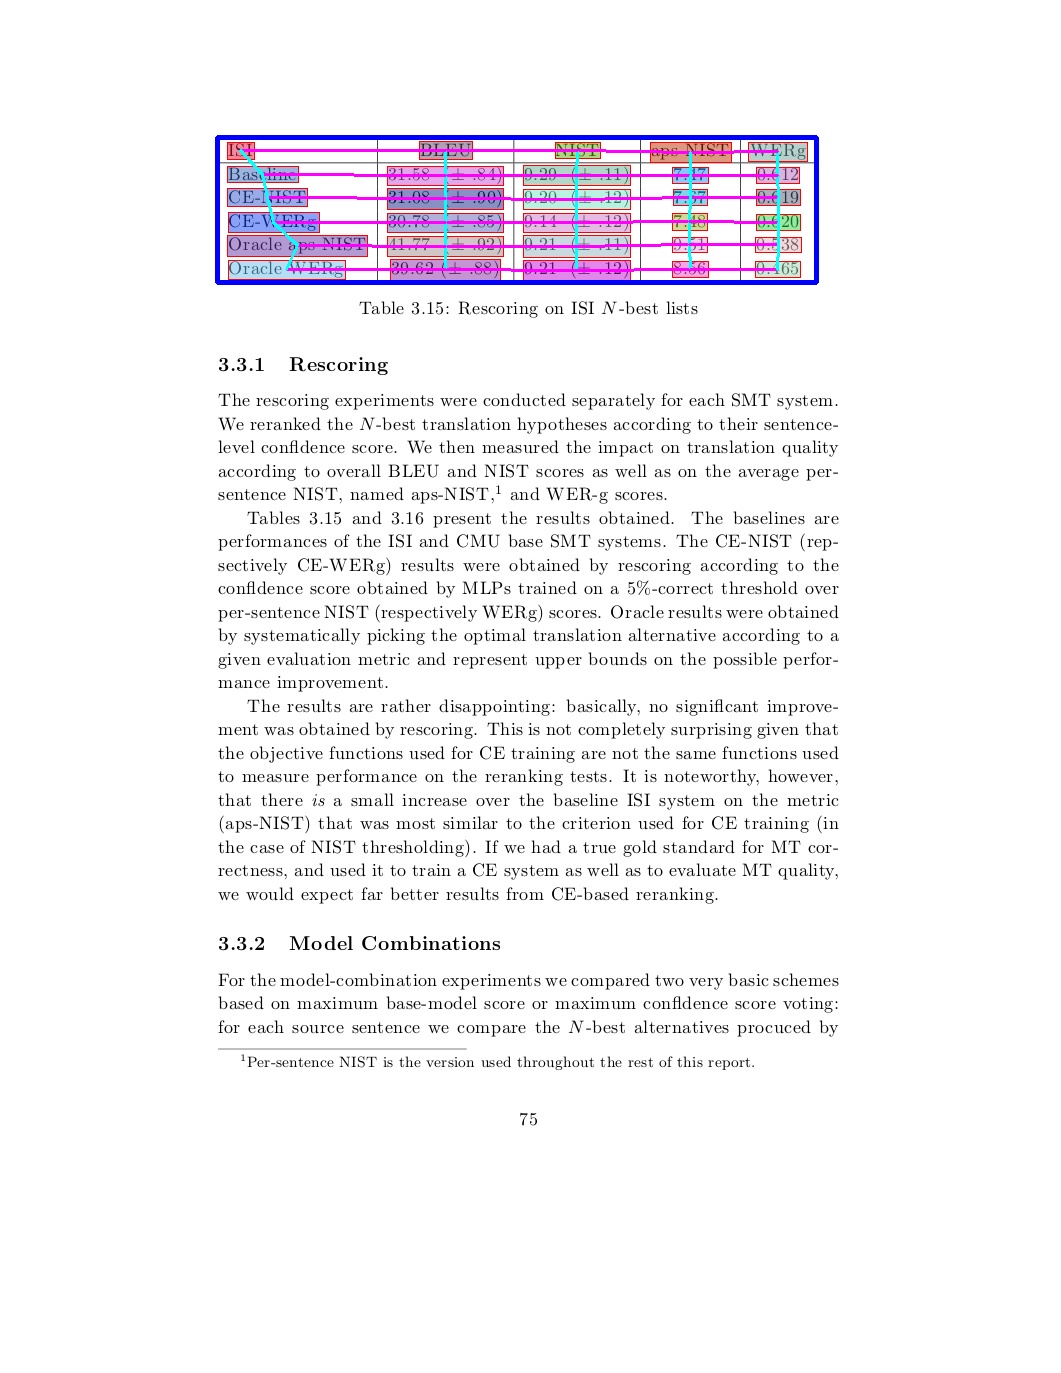 ISI BLEU NIST aps-NIST WERg
Baseline 31.58 (± .84) 9.29 (± .11) 7.47 0.612
CE-NIST 31.08 (± .90) 9.20 (± .12) 7.57 0.619
CE-WERg 30.78 (± .85) 9.14 (± .12) 7.48 0.620
Oracle aps-NIST 41.77 (± .92) 9.21 (± .11) 9.51 0.538
Oracle WERg 39.62 (± .88) 9.21 (± .12) 8.56 0.465
Table 3.15: Rescoring on ISI N-best lists
3.3.1 Rescoring
The rescoring experiments were conducted separately for each SMT system.
We reranked the N-best translation hypotheses according to their sentence-
level confidence score. We then measured the impact on translation quality
according to overall BLEU and NIST scores as well as on the average per-
sentence NIST, named aps-NIST,1 and WER-g scores.
Tables 3.15 and 3.16 present the results obtained. The baselines are
performances of the ISI and CMU base SMT systems. The CE-NIST (rep-
sectively CE-WERg) results were obtained by rescoring according to the
confidence score obtained by MLPs trained on a 5%-correct threshold over
per-sentence NIST (respectively WERg) scores. Oracle results were obtained
by systematically picking the optimal translation alternative according to a
given evaluation metric and represent upper bounds on the possible perfor-
mance improvement.
The results are rather disappointing: basically, no significant improve-
ment was obtained by rescoring. This is not completely surprising given that
the objective functions used for CE training are not the same functions used
to measure performance on the reranking tests. It is noteworthy, however,
that there is a small increase over the baseline ISI system on the metric
(aps-NIST) that was most similar to the criterion used for CE training (in
the case of NIST thresholding). If we had a true gold standard for MT cor-
rectness, and used it to train a CE system as well as to evaluate MT quality,
we would expect far better results from CE-based reranking.
3.3.2 Model Combinations
For the model-combination experiments we compared two very basic schemes
based on maximum base-model score or maximum confidence score voting:
for each source sentence we compare the N-best alternatives procuced by
1Per-sentence NIST is the version used throughout the rest of this report.
75